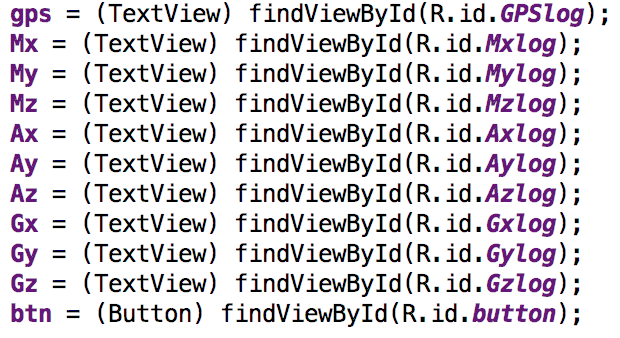 gps = (TextView) findViewById(R.id.GPSlog);
Mx = (TextView) findViewById(R.id.Mxlog);
My = (TextView) findViewById(R.id.Mylog);
Mz = (TextView) findViewById(R.id.Mzlog);
Ax = (TextView) findViewById(R.id.Axlog);
Ay = (TextView) findViewById(R.id.Aylog);
Az = (TextView) findViewById(R.id.Azlog);
Gx = (TextView) findViewById(R.id.Gxlog);
Gy = (TextView) findViewById(R.id.Gylog);
Gz = (TextView) findViewById(R.id.Gzlog);
btn = (Button) findViewById(R.id.button);